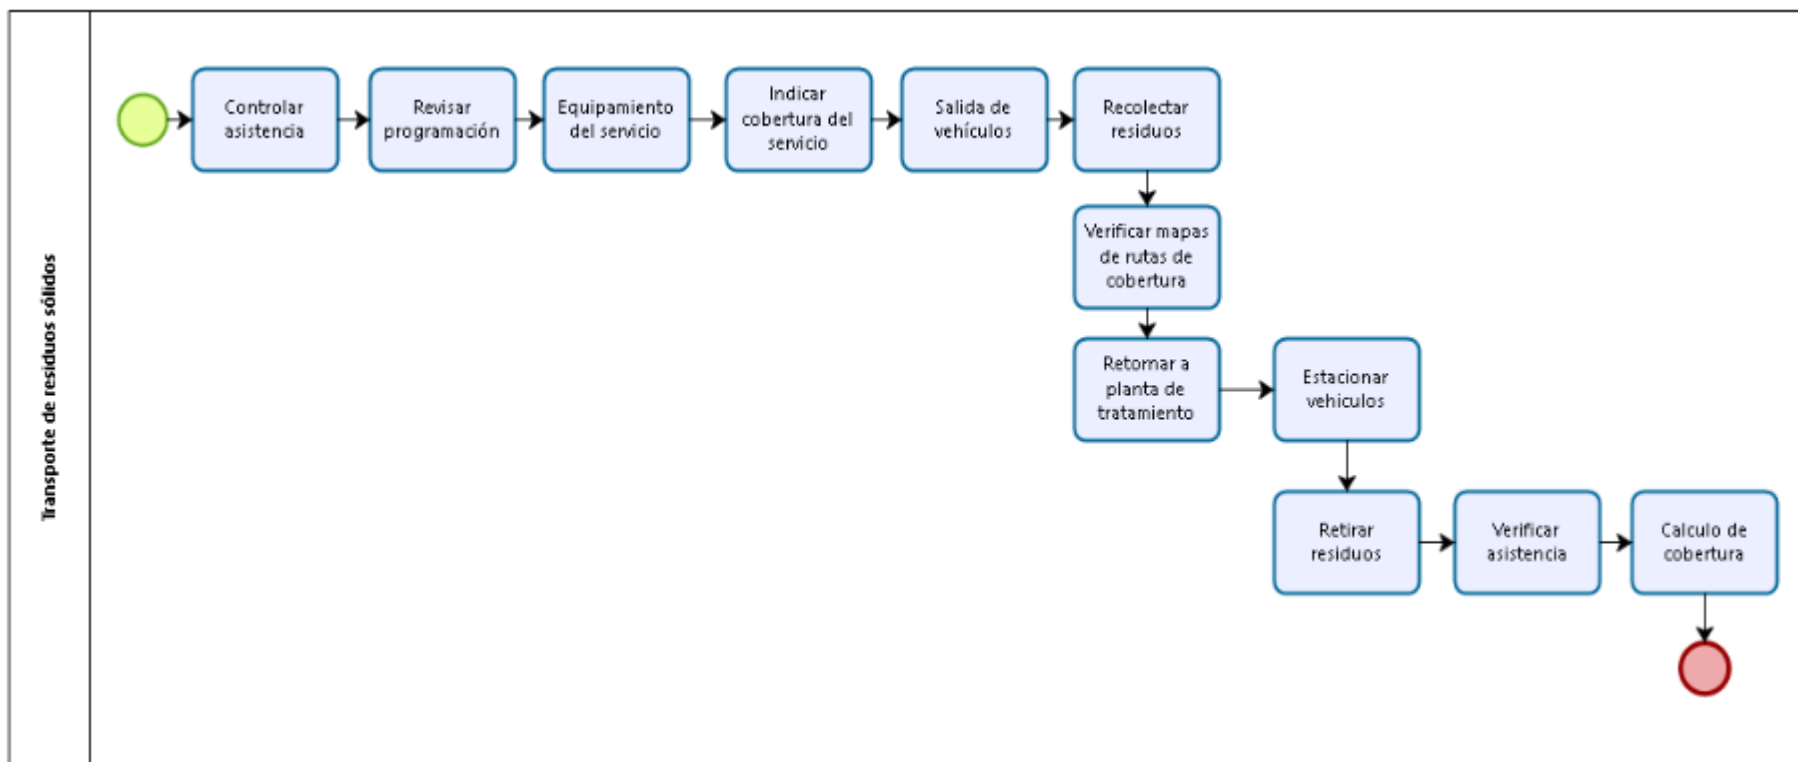 Transporte de residuos sólidos
Controlar
asistencia
Revisar
programación
Equipamiento
del servicio
Indicar
cobertura del
servicio
Salida de
vehículos
Recolectar
residuos
Verificar mapas
de rutas de
cobertura
Retornar a
planta de
tratamiento
Estacionar
vehiculos
Retirar
residuos
Verificar
asistencia
Calculo de
cobertura